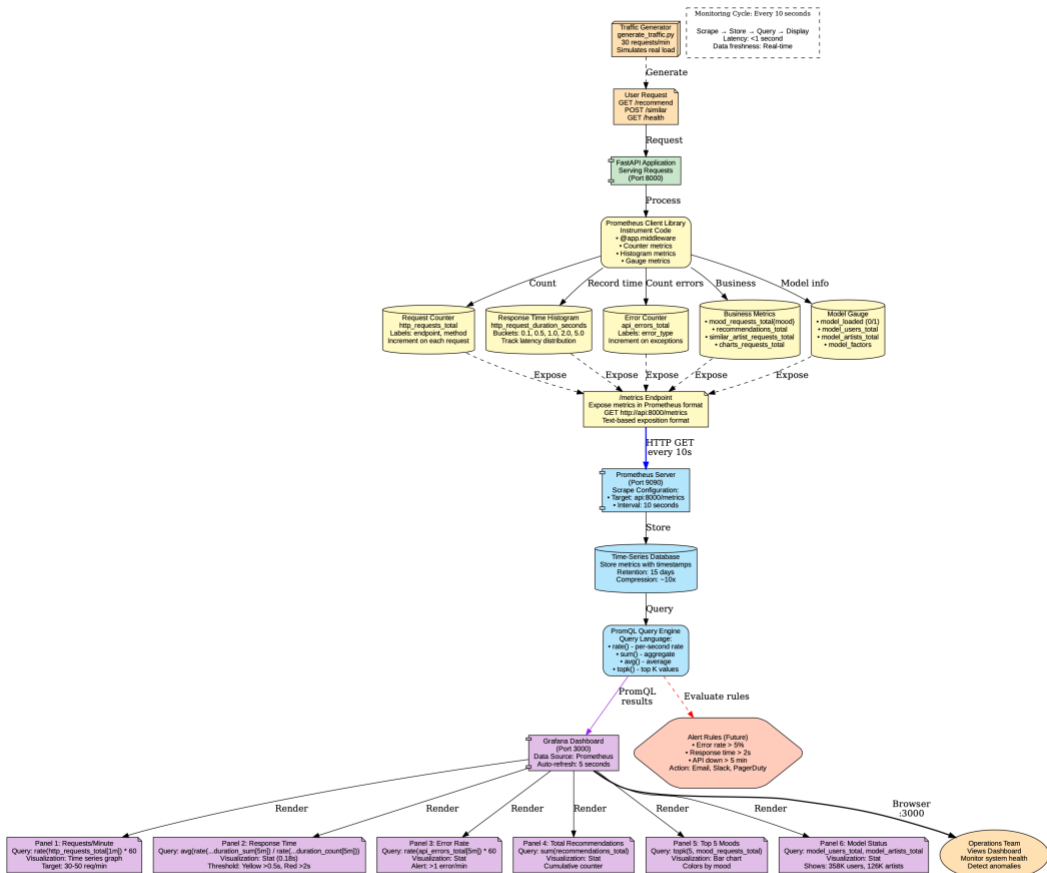 Traffic Generator
generate_traffic.py
30 requests/min
Simulates real load
Monitoring Cycle: Every 10 seconds
Scrape → Store → Query → Display
Latency: <1 second
Data freshness: Real-time
Generate
User Request
GET /recommend
POST /similar
GET /health
Request
FastAPI Application
Serving Requests
(Port 8000)
Process
Prometheus Client Library
Instrument Code
• @app.middleware
• Counter metrics
• Histogram metrics
• Gauge metrics
Count
Record time
Count errors
Business
Model info
Request Counter
http_requests_total
Labels: endpoint, method
Increment on each request
Response Time Histogram
http_request_duration_seconds
Buckets: 0.1, 0.5, 1.0, 2.0, 5.0
Track latency distribution
Error Counter
api_errors_total
Labels: error_type
Increment on exceptions
Business Metrics
• mood_requests_total{mood}
• recommendations_total
• similar_artist_requests_total
• charts_requests_total
Model Gauge
• model_loaded (0/1)
• model_users_total
• model_artists_total
• model_factors
Expose
Expose
Expose
Expose
Expose
/metrics Endpoint
Expose metrics in Prometheus format
GET http://api:8000/metrics
Text-based exposition format
HTTP GET
every 10s
Prometheus Server
(Port 9090)
Scrape Configuration:
• Target: api:8000/metrics
• Interval: 10 seconds
Store
Time-Series Database
Store metrics with timestamps
Retention: 15 days
Compression: ~10x
Query
PromQL Query Engine
Query Language:
• rate() - per-second rate
• sum() - aggregate
• avg() - average
• topk() - top K values
PromQL
results
Evaluate rules
Grafana Dashboard
(Port 3000)
Data Source: Prometheus
Auto-refresh: 5 seconds
Alert Rules (Future)
• Error rate > 5%
• Response time > 2s
• API down > 5 min
Action: Email, Slack, PagerDuty
Render
Render
Render
Render
Render
Render
Browser
:3000
Panel 1: Requests/Minute
Query: rate(http_requests_total[1m]) * 60
Visualization: Time series graph
Target: 30-50 req/min
Panel 2: Response Time
Query: avg(rate(...duration_sum[5m]) / rate(...duration_count[5m]))
Visualization: Stat (0.18s)
Threshold: Yellow >0.5s, Red >2s
Panel 3: Error Rate
Query: rate(api_errors_total[5m]) * 60
Visualization: Stat
Alert: >1 error/min
Panel 4: Total Recommendations
Query: sum(recommendations_total)
Visualization: Stat
Cumulative counter
Panel 5: Top 5 Moods
Query: topk(5, mood_requests_total)
Visualization: Bar chart
Colors by mood
Panel 6: Model Status
Query: model_users_total, model_artists_total
Visualization: Stat
Shows: 358K users, 126K artists
Operations Team
Views Dashboard
Monitor system health
Detect anomalies